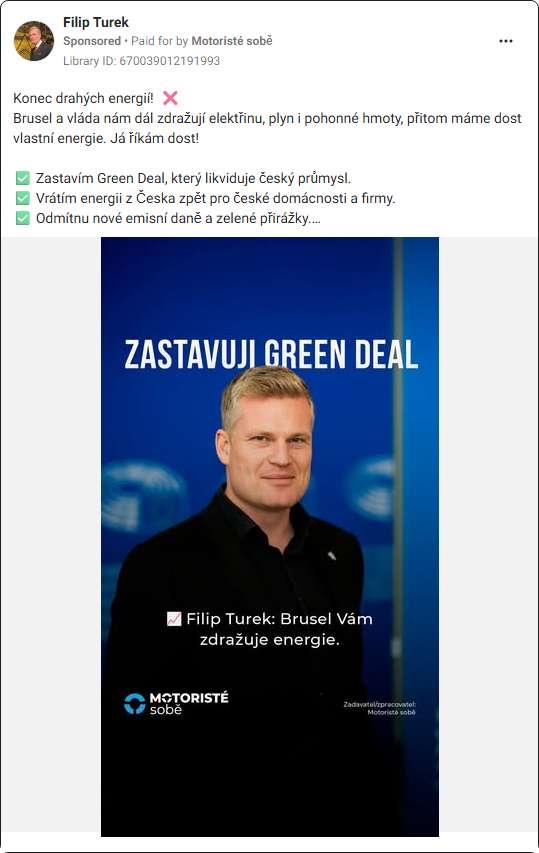 Filip Turek
Sponsored • Paid for by Motoristé sobě
Library ID: 670039012191993
Konec drahých energií! ❌
Brusel a vláda nám dál zdražují elektřinu, plyn i pohonné hmoty, přitom máme dost
vlastní energie. Já říkám dost!
✅ Zastavím Green Deal, který likviduje český průmysl.
✅ Vrátím energii z Česka zpět pro české domácnosti a firmy.
✅ Odmítnu nové emisní daně a zelené přirážky....
ZASTAVUJI GREEN DEAL
📈 Filip Turek: Brusel Vám
zdražuje energie.
MOTORISTÉ
sobě
Zadavatel/zpracovatel:
Motoristé sobě